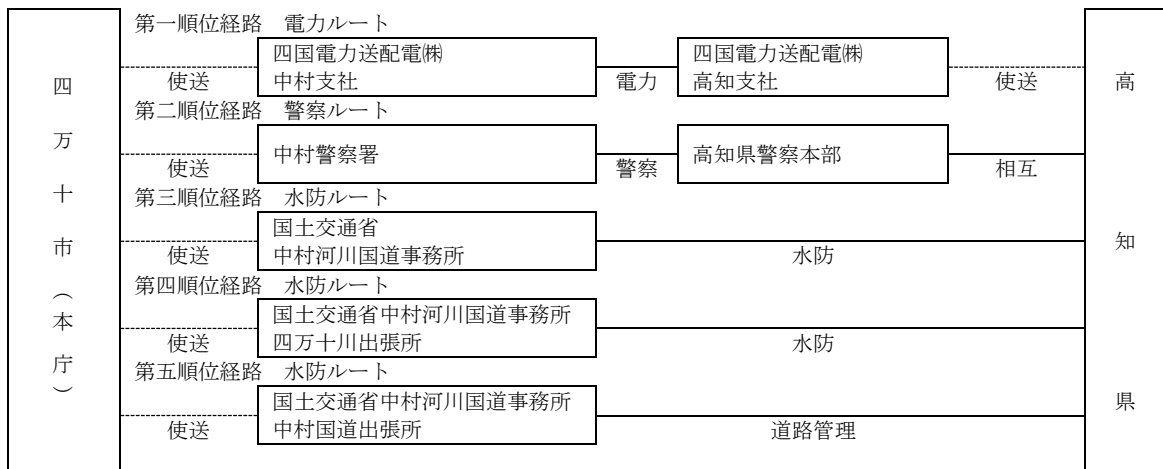 四万十市（本庁）
第一順位経路　電力ルート
使送
四国電力送配電㈱
中村支社
電力
四国電力送配電㈱
高知支社
使送
第二順位経路　警察ルート
使送
中村警察署
警察
高知県警察本部
相互
第三順位経路　水防ルート
使送
国土交通省
中村河川国道事務所
水防
第四順位経路　水防ルート
使送
国土交通省中村河川国道事務所
四万十川出張所
水防
第五順位経路　水防ルート
使送
国土交通省中村河川国道事務所
中村国道出張所
道路管理
高知県